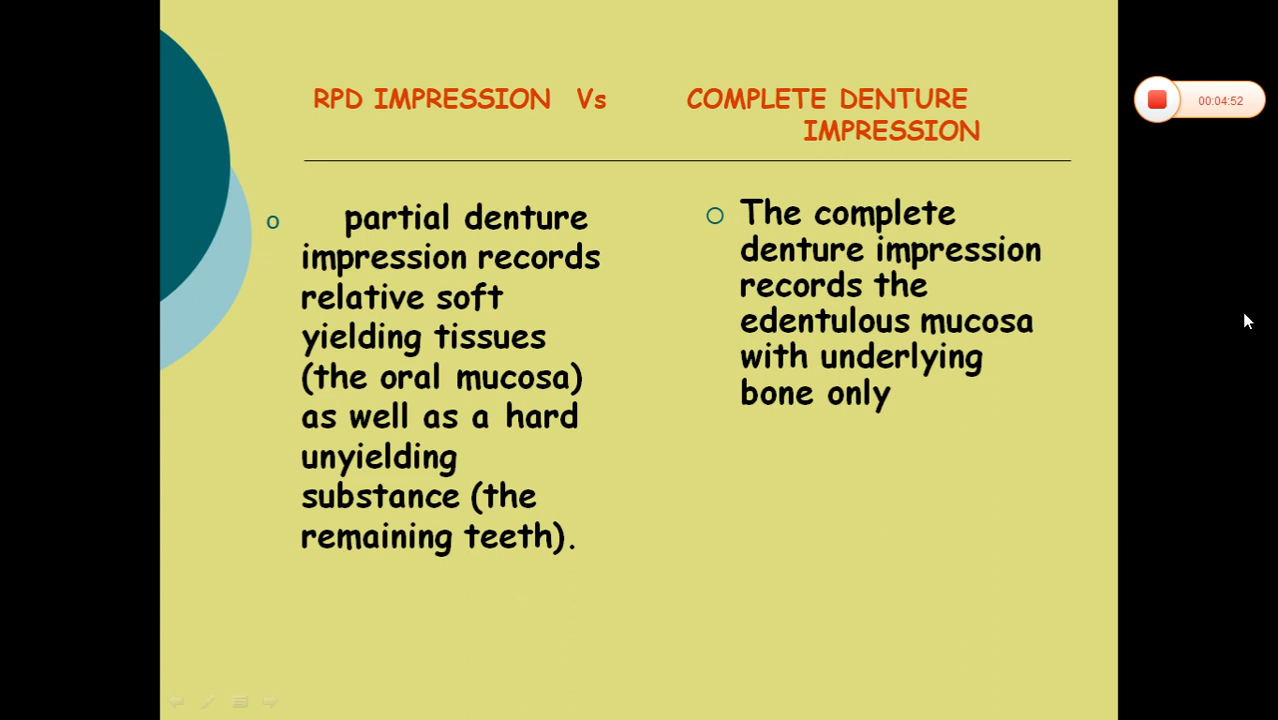 RPD IMPRESSION Vs COMPLETE DENTURE
IMPRESSION
partial denture
impression records
relative soft
yielding tissues
(the oral mucosa)
as well as a hard
unyielding
substance (the
remaining teeth).
The complete
denture impression
records the
edentulous mucosa
with underlying
bone only
00:04:52